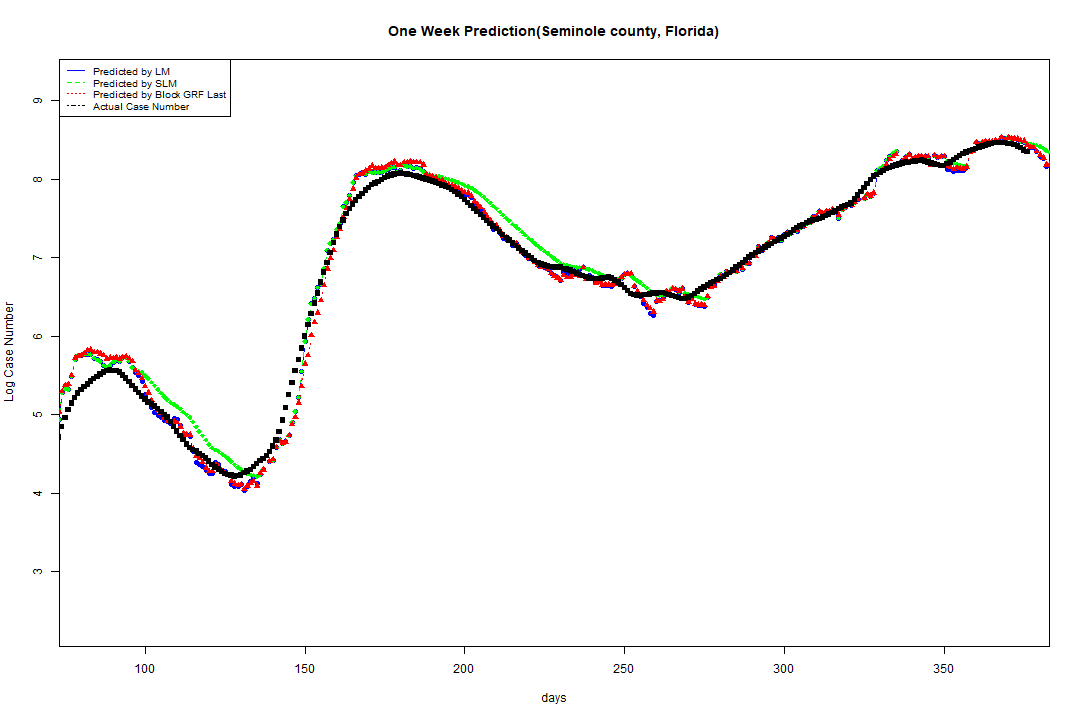 One Week Prediction(Seminole county, Florida)
Predicted by LM
Predicted by SLM
Predicted by Block GRF Last
Actual Case Number
Log Case Number
9
8
7
6
5
4
3
100 150 200 250 300 350
days